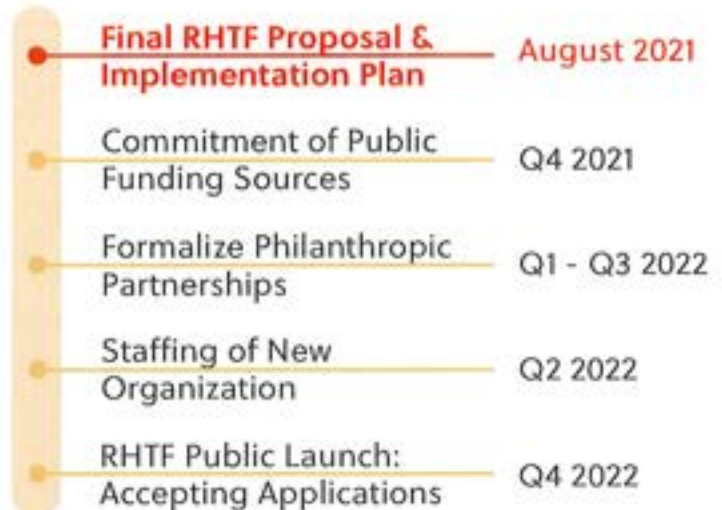 Final RHTF Proposal &
Implementation Plan
August 2021
Commitment of Public
Funding Sources
Q4 2021
Formalize Philanthropic
Partnerships
Q1 - Q3 2022
Staffing of New
Organization
Q2 2022
RHTF Public Launch:
Accepting Applications
Q4 2022